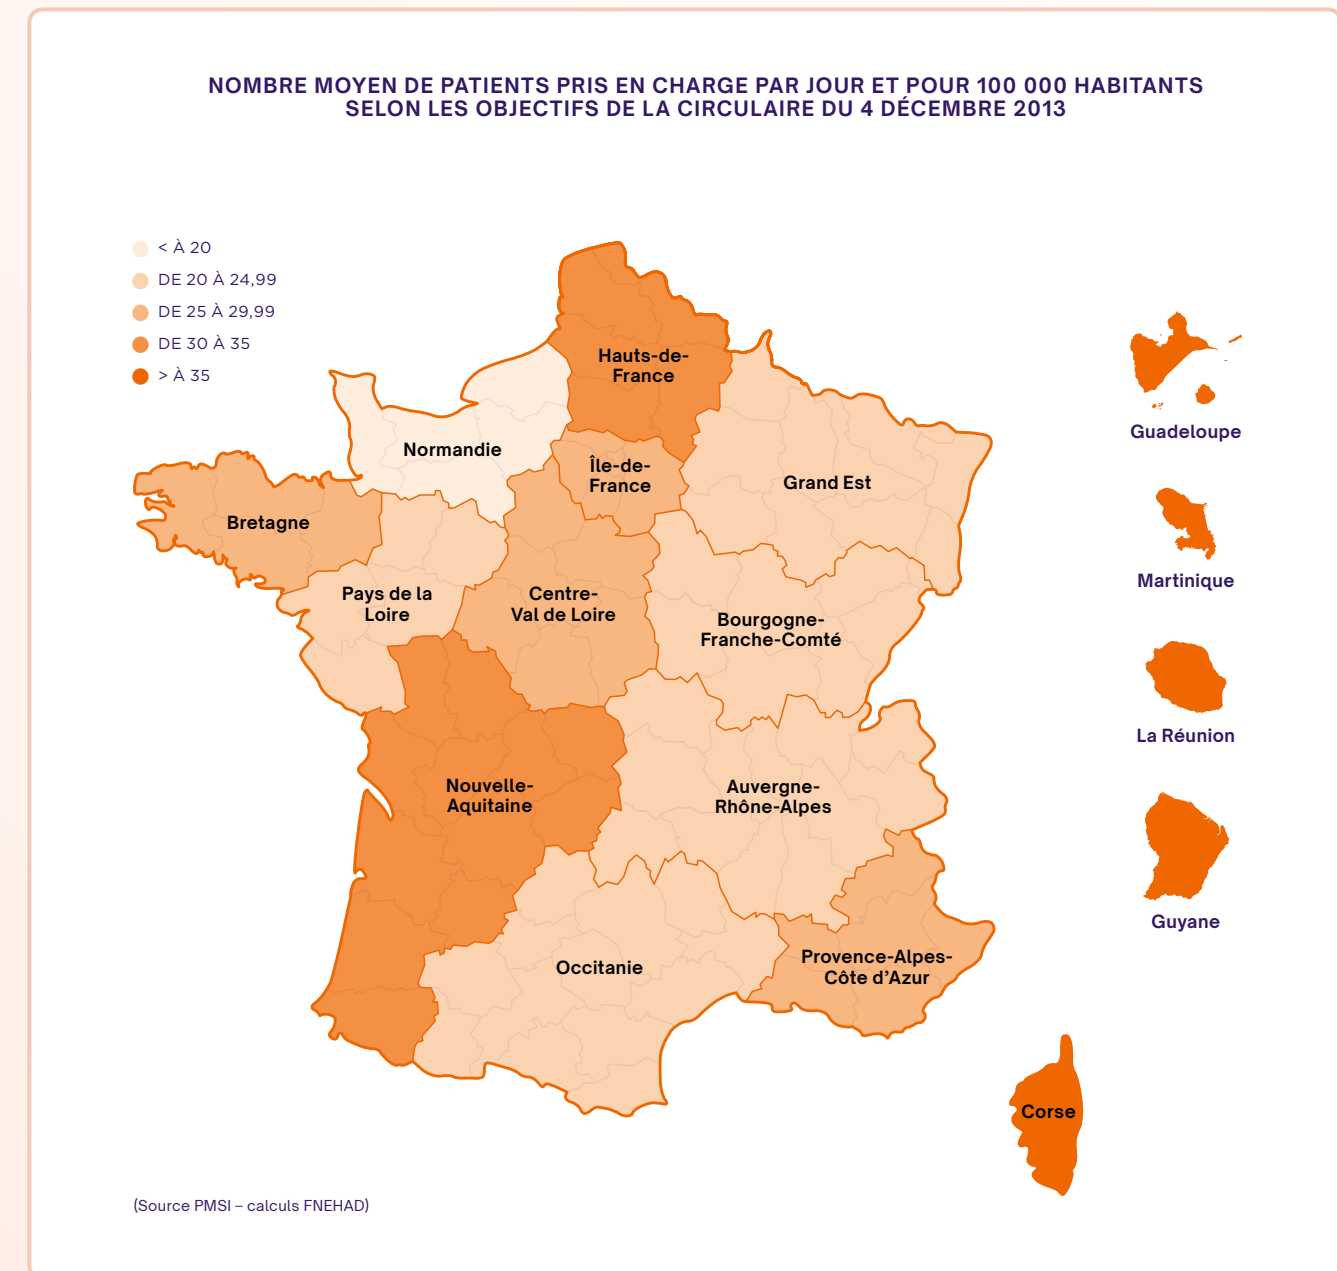 NOMBRE MOYEN DE PATIENTS PRIS EN CHARGE PAR JOUR ET POUR 100 000 HABITANTS
SELON LES OBJECTIFS DE LA CIRCULAIRE DU 4 DÉCEMBRE 2013
< À 20
DE 20 À 24,99
DE 25 À 29,99
DE 30 À 35
> À 35
Hauts-de-
France
Normandie
Île-de-
France
Grand Est
Bretagne
Pays de la
Loire
Centre-
Val de Loire
Bourgogne-
Franche-Comté
Nouvelle-
Aquitaine
Auvergne-
Rhône-Alpes
Occitanie
Provence-Alpes-
Côte d’Azur
Corse
Guadeloupe
Martinique
La Réunion
Guyane
(Source PMSI – calculs FNEHAD)